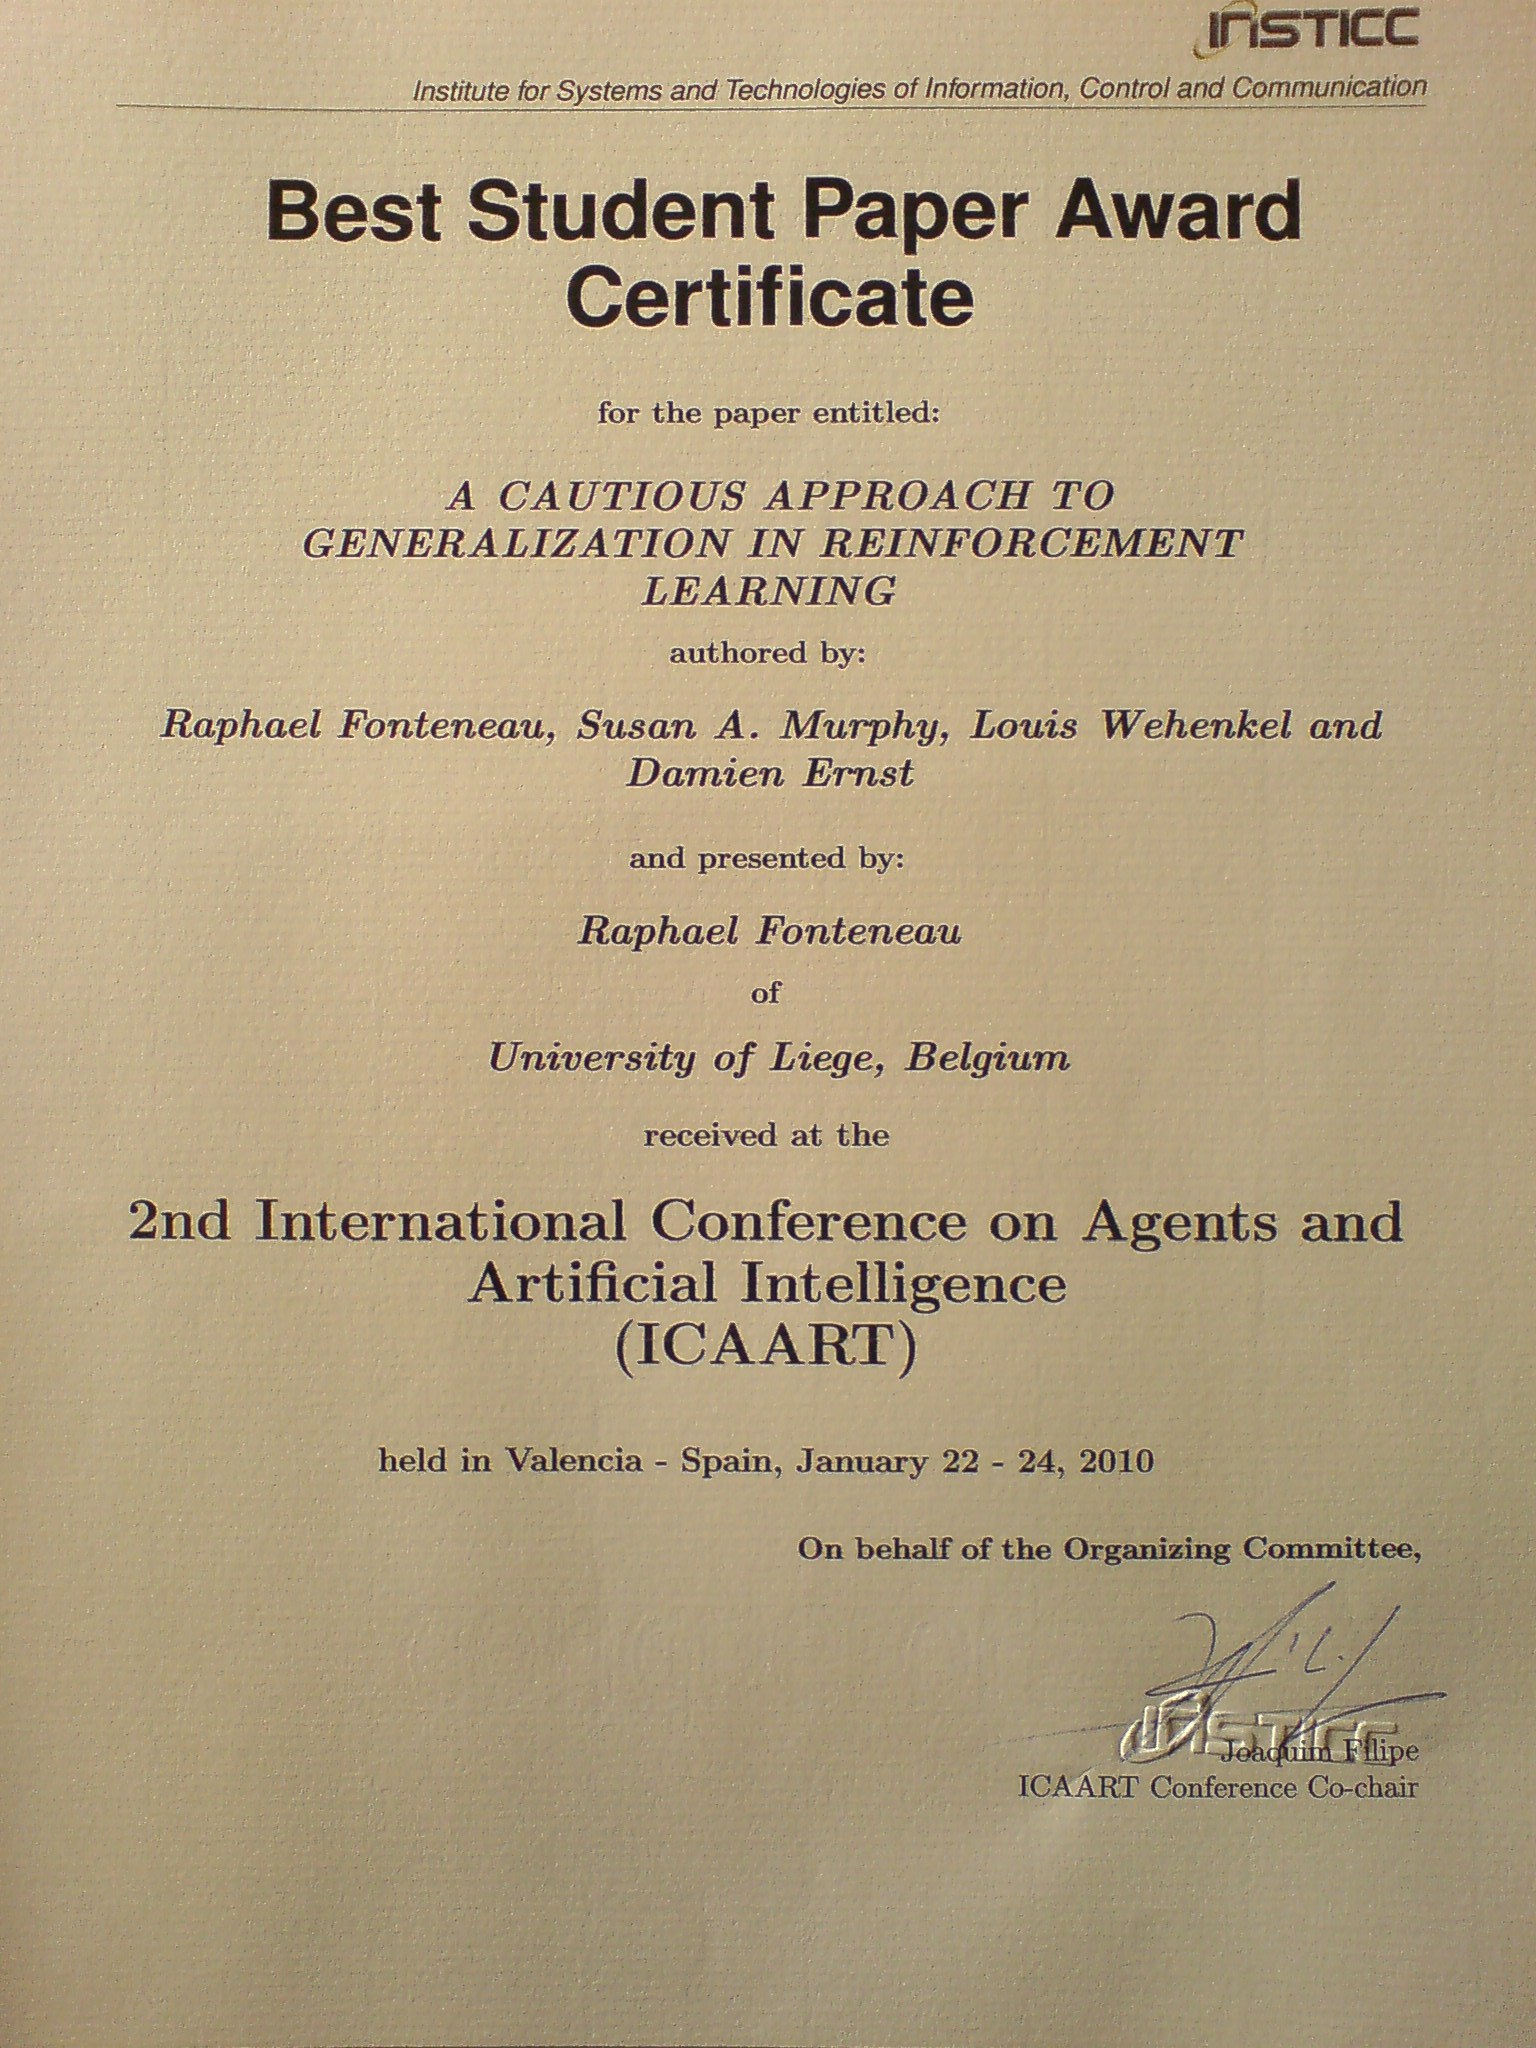 INSTICC
Institute for Systems and Technologies of Information, Control and Communication
Best Student Paper Award
Certificate
for the paper entitled:
A CAUTIOUS APPROACH TO
GENERALIZATION IN REINFORCEMENT
LEARNING
authored by:
Raphael Fonteneau, Susan A. Murphy, Louis Wehenkel and
Damien Ernst
and presented by:
Raphael Fonteneau
of
University of Liege, Belgium
received at the
2nd International Conference on Agents and
Artificial Intelligence
(ICAART)
held in Valencia - Spain, January 22 - 24, 2010
On behalf of the Organizing Committee,
INSTICC
Joaquim Filipe
ICAART Conference Co-chair